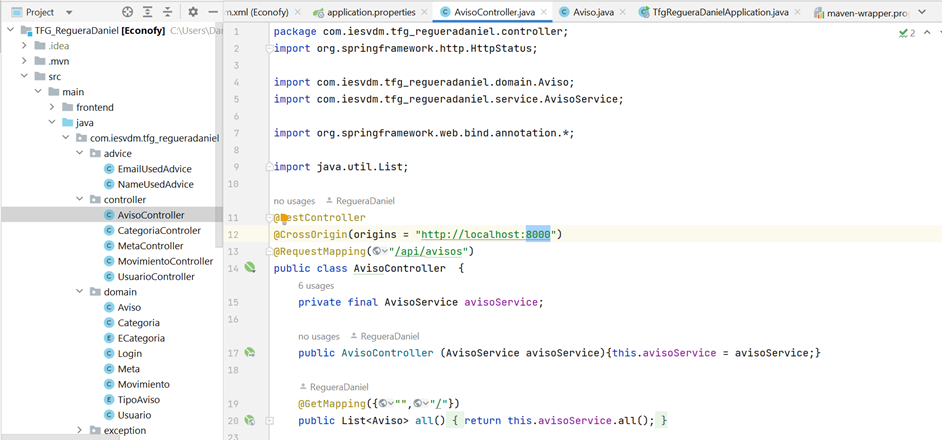 Project
TFG_RegueraDaniel [Econofy] C:\Users\Da
.idea
.mvn
src
main
frontend
java
com.iesvdm.tfg_regueradaniel
advice
EmailUsedAdvice
NameUsedAdvice
controller
AvisoController
CategoriaControler
MetaController
MovimientoController
UsuarioController
domain
Aviso
Categoria
ECategoria
Login
Meta
Movimiento
TipoAviso
Usuario
exception
m.xml (Econofy) application.properties AvisoController.java Aviso.java TfgRegueraDanielApplication.java maven-wrapper.prop
2
1 package com.iesvdm.tfg_regueradaniel.controller;
2 import org.springframework.http.HttpStatus;
3
4 import com.iesvdm.tfg_regueradaniel.domain.Aviso;
5 import com.iesvdm.tfg_regueradaniel.service.AvisoService;
6
7 import org.springframework.web.bind.annotation.*;
8
9 import java.util.List;
10
no usages RegueraDaniel
11 @RestController
12 @CrossOrigin(origins = "http://localhost:8000")
13 @RequestMapping("/api/avisos")
14 public class AvisoController {
6 usages
15 private final AvisoService avisoService;
16
no usages RegueraDaniel
17 public AvisoController (AvisoService avisoService){this.avisoService = avisoService;}
18
RegueraDaniel
19 @GetMapping({"","/"})
20 public List<Aviso> all() { return this.avisoService.all(); }
23